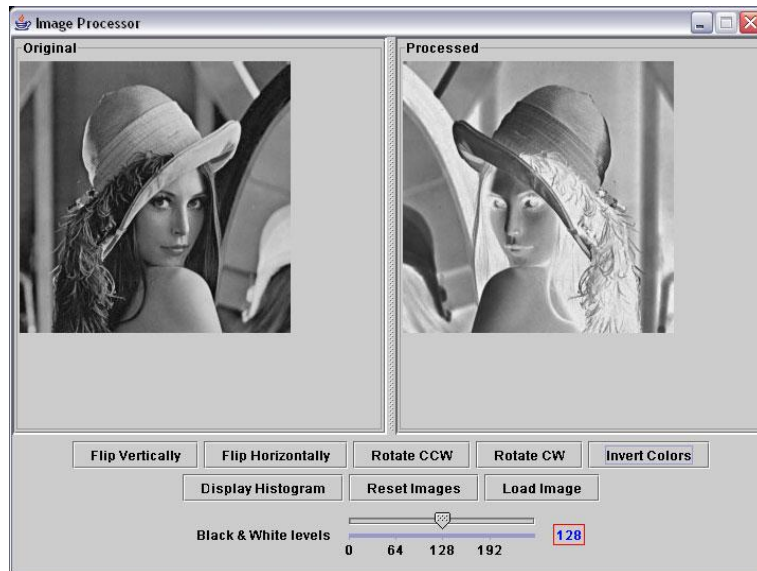 Image Processor
Original
Processed
Flip Vertically Flip Horizontally Rotate CCW Rotate CW Invert Colors
Display Histogram Reset Images Load Image
Black & White levels 128
0 64 128 192